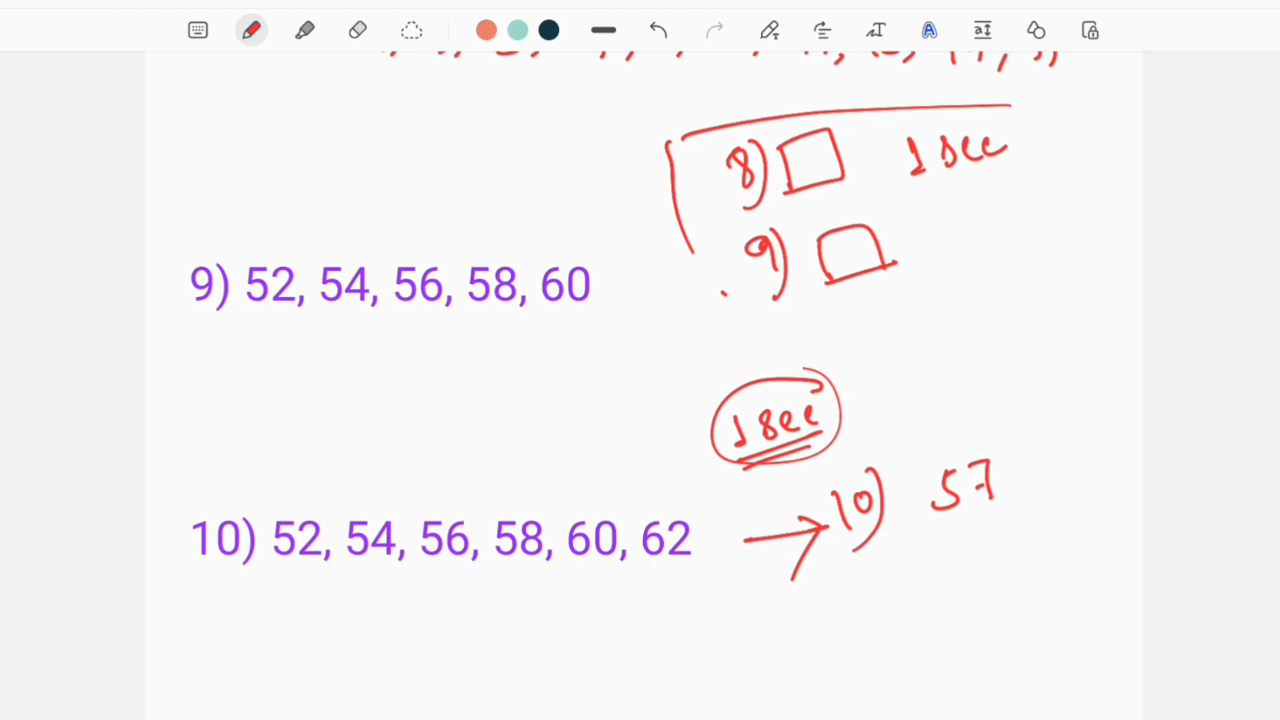 8) 1 sec
9)
9) 52, 54, 56, 58, 60
1 sec
10) 57
10) 52, 54, 56, 58, 60, 62